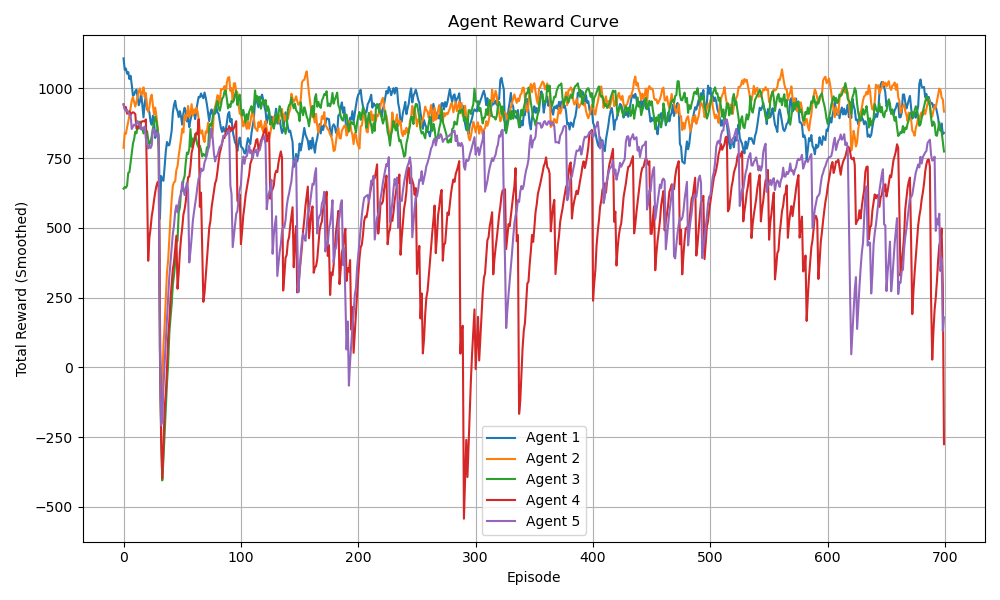 Agent Reward Curve
Total Reward (Smoothed)
1000
750
500
250
0
−250
−500
Agent 1
Agent 2
Agent 3
Agent 4
Agent 5
0 100 200 300 400 500 600 700
Episode